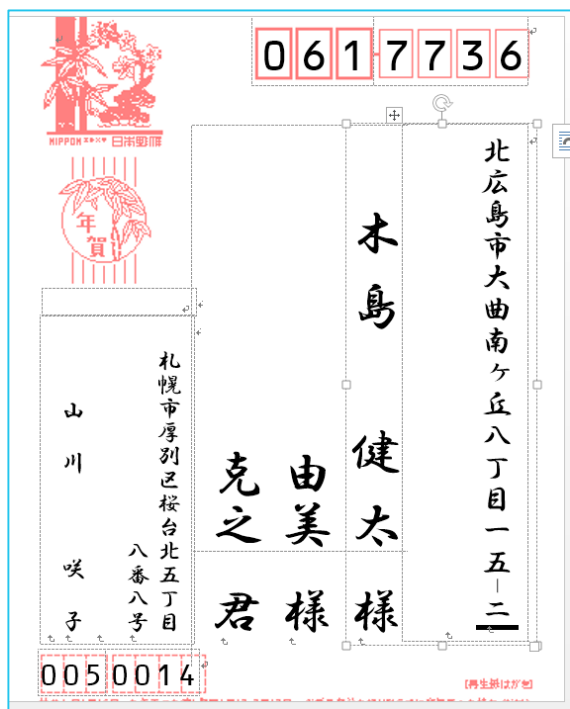 0617736
NIPPON 日本郵便
年賀
北広島市大曲南ヶ丘八丁目一五－二
木島 健太 様
由美 様
克之 君
札幌市厚別区桜台北五丁目
八番八号
山川 咲子
0050014
［再生紙はがき］